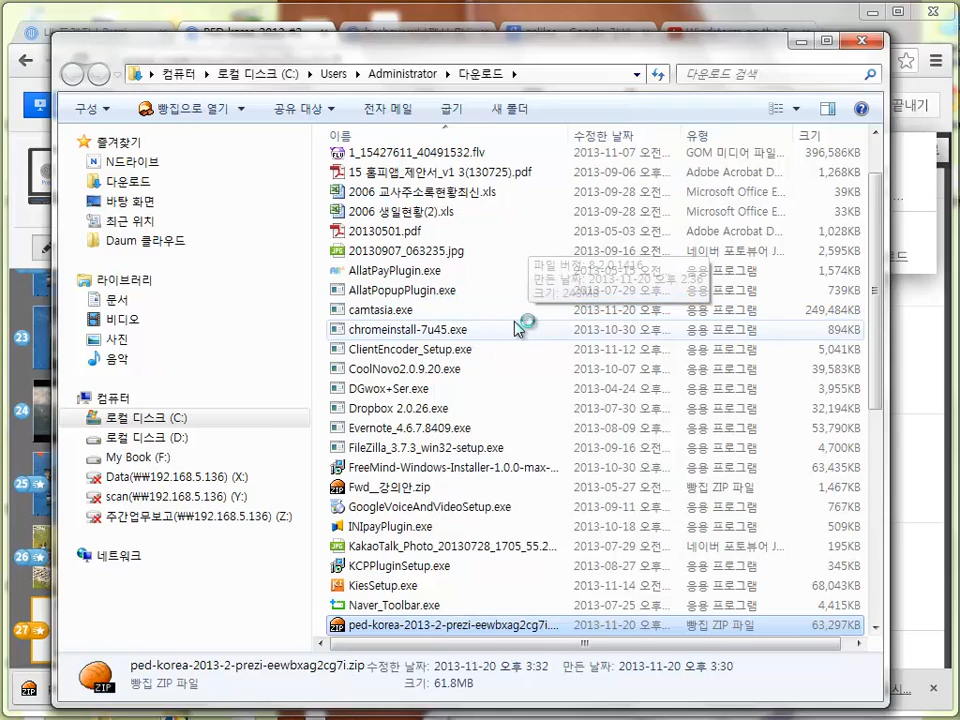 컴퓨터 ▸ 로컬 디스크 (C:) ▸ Users ▸ Administrator ▸ 다운로드 ▸
다운로드 검색
구성 ▾ 빵집으로 열기 ▾ 공유 대상 ▾ 전자 메일 굽기 새 폴더
끝내기
즐겨찾기
N드라이브
다운로드
바탕 화면
최근 위치
Daum 클라우드
라이브러리
문서
비디오
사진
음악
컴퓨터
로컬 디스크 (C:)
로컬 디스크 (D:)
My Book (F:)
Data(₩₩192.168.5.136) (X:)
scan(₩₩192.168.5.136) (Y:)
주간업무보고(₩₩192.168.5.136) (Z:)
네트워크
이름 수정한 날짜 유형 크기
1_15427611_40491532.flv 2013-11-07 오전... GOM 미디어 파일... 396,586KB
15 홈피앱_제안서_v1 3(130725).pdf 2013-09-06 오전... Adobe Acrobat D... 1,268KB
2006 교사주소록현황최신.xls 2013-09-28 오전... Microsoft Office E... 39KB
2006 생일현황(2).xls 2013-09-28 오전... Microsoft Office E... 33KB
20130501.pdf 2013-05-01 오전... Adobe Acrobat D... 1,028KB
20130907_063235.jpg 2013-09-16 오전... 네이버 포토뷰어 J... 2,595KB
AllatPayPlugin.exe 응용 프로그램 1,574KB
AllatPopupPlugin.exe 2013-07-29 오후... 응용 프로그램 739KB
camtasia.exe 2013-11-20 오후... 응용 프로그램 249,484KB
chromeinstall-7u45.exe 2013-10-30 오후... 응용 프로그램 894KB
ClientEncoder_Setup.exe 2013-11-12 오후... 응용 프로그램 5,041KB
CoolNovo2.0.9.20.exe 2013-10-07 오후... 응용 프로그램 39,583KB
DGwox+Ser.exe 2013-04-24 오후... 응용 프로그램 3,955KB
Dropbox 2.0.26.exe 2013-07-30 오후... 응용 프로그램 32,194KB
Evernote_4.6.7.8409.exe 2013-08-09 오후... 응용 프로그램 53,790KB
FileZilla_3.7.3_win32-setup.exe 2013-10-04 오후... 응용 프로그램 4,700KB
FreeMind-Windows-Installer-1.0.0-max-... 2013-10-30 오후... 응용 프로그램 63,435KB
Fwd__강의안.zip 2013-05-27 오후... 빵집 ZIP 파일 1,467KB
GoogleVoiceAndVideoSetup.exe 2013-09-11 오후... 응용 프로그램 767KB
INIpayPlugin.exe 2013-10-18 오후... 응용 프로그램 509KB
KakaoTalk_Photo_20130728_1705_55.2... 2013-07-29 오전... 네이버 포토뷰어 J... 195KB
KCPPluginSetup.exe 2013-08-27 오후... 응용 프로그램 345KB
KiesSetup.exe 2013-11-14 오후... 응용 프로그램 68,043KB
Naver_Toolbar.exe 2013-07-25 오후... 응용 프로그램 4,415KB
ped-korea-2013-2-prezi-eewbxag2cg7i.... 2013-11-20 오후... 빵집 ZIP 파일 63,297KB
파일 버전: 8.2.0.1416
만든 날짜: 2013-11-20 오후 2:36
23
24
25
26
27
ped-korea-2013-2-prezi-eewbxag2cg7i.zip 수정한 날짜: 2013-11-20 오후 3:32 만든 날짜: 2013-11-20 오후 3:30
빵집 ZIP 파일 크기: 61.8MB